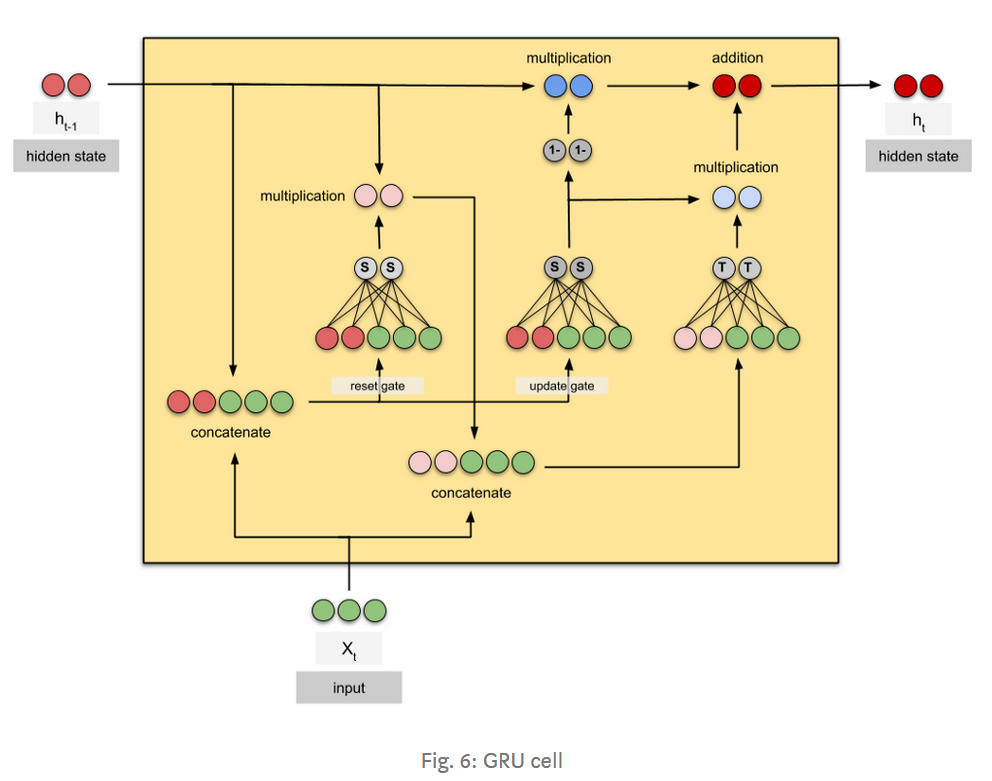 multiplication
addition
h_t-1
hidden state
1-
1-
h_t
hidden state
multiplication
multiplication
S
S
S
S
T
T
reset gate
update gate
concatenate
concatenate
X_t
input
Fig. 6: GRU cell